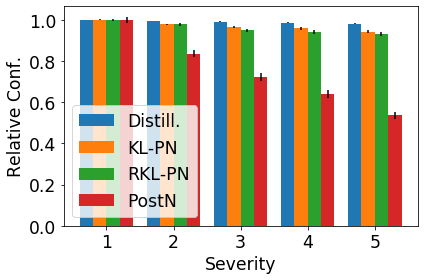 Relative Conf.
1.0
0.8
0.6
0.4
0.2
0.0
Distill.
KL-PN
RKL-PN
PostN
1 2 3 4 5
Severity